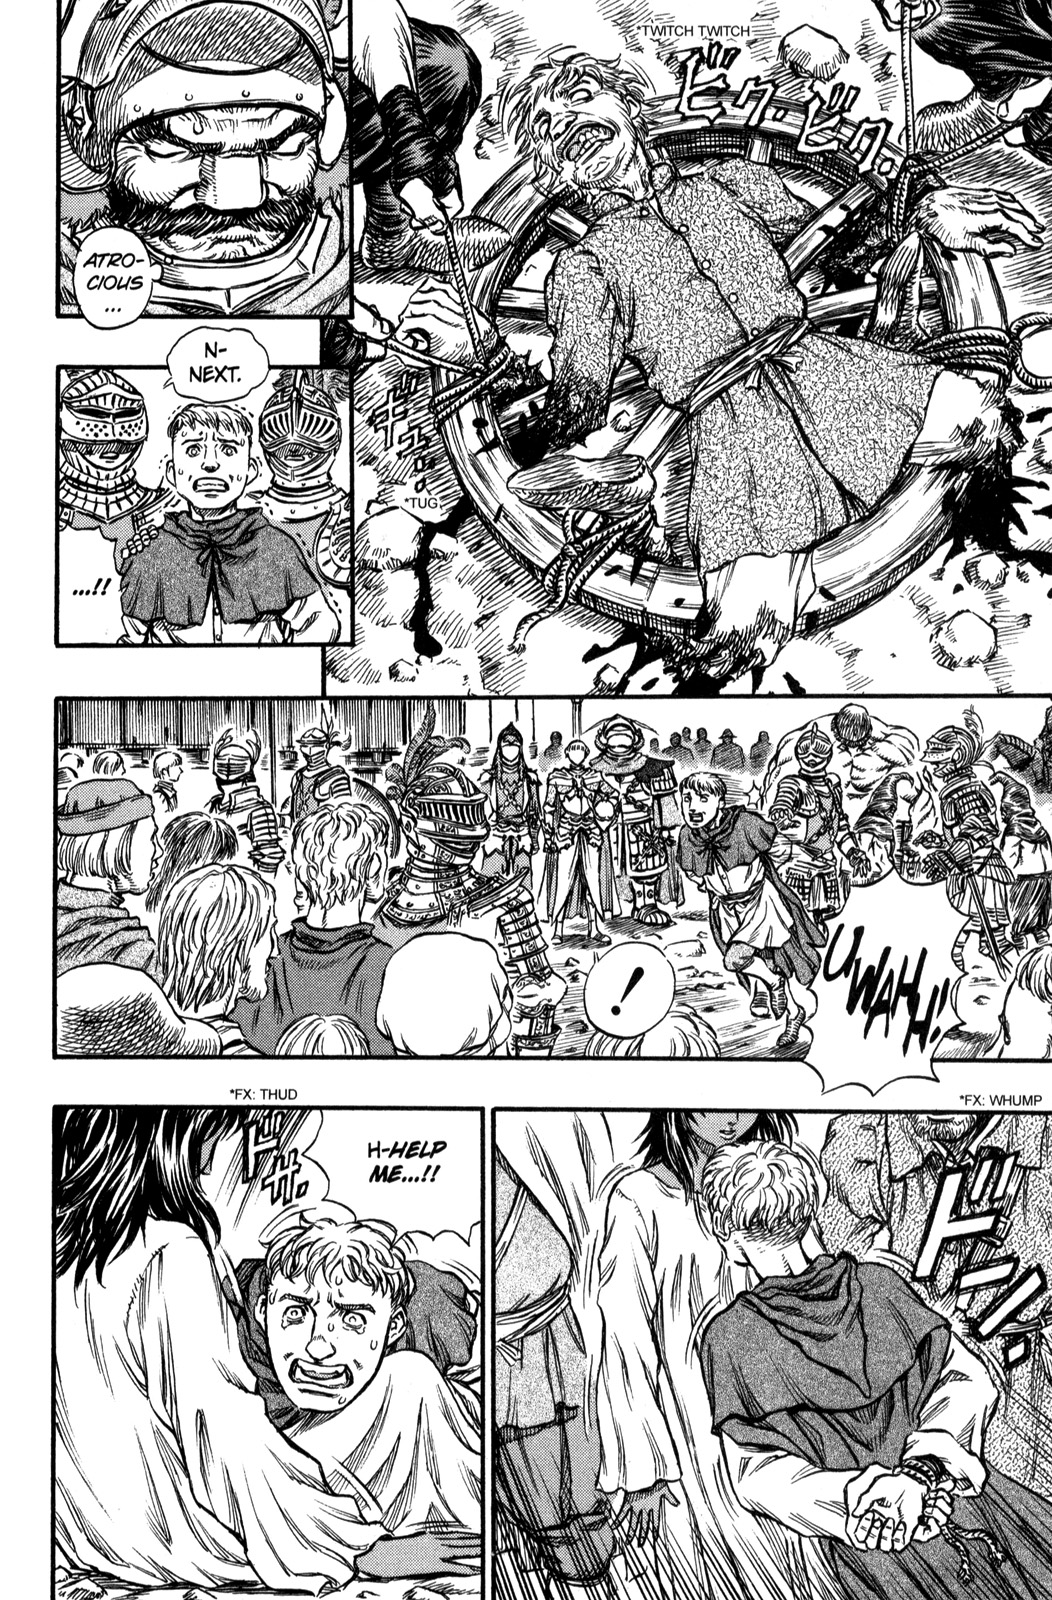 *TWITCH TWITCH
ビク.ビク.
ギュ..
*TUG
ATRO-
CIOUS
...
N-
NEXT.
...!!
UWAHH!
!
*FX: WHUMP
ドン.
*FX: THUD
ドサ.
H-HELP
ME...!!